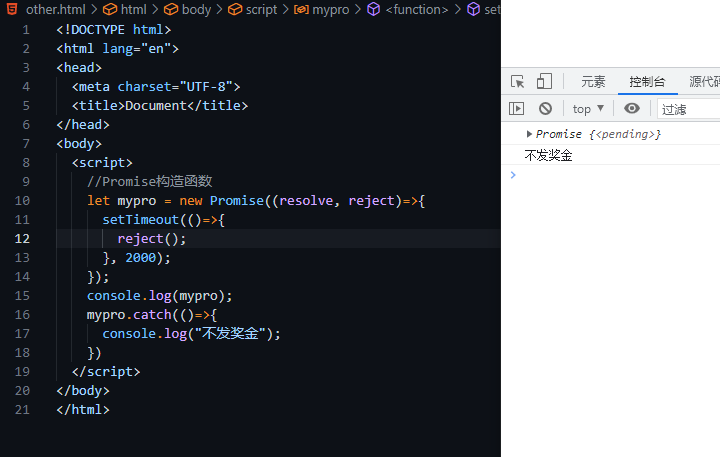 other.html > html > body > script > mypro > <function> > set
1 <!DOCTYPE html>
2 <html lang="en">
3 <head>
4 <meta charset="UTF-8">
5 <title>Document</title>
6 </head>
7 <body>
8 <script>
9 //Promise构造函数
10 let mypro = new Promise((resolve, reject)=>{
11 setTimeout(()=>{
12 reject();
13 }, 2000);
14 });
15 console.log(mypro);
16 mypro.catch(()=>{
17 console.log("不发奖金");
18 })
19 </script>
20 </body>
21 </html>
元素 控制台 源代码
top ▼ 过滤
Promise {<pending>}
不发奖金